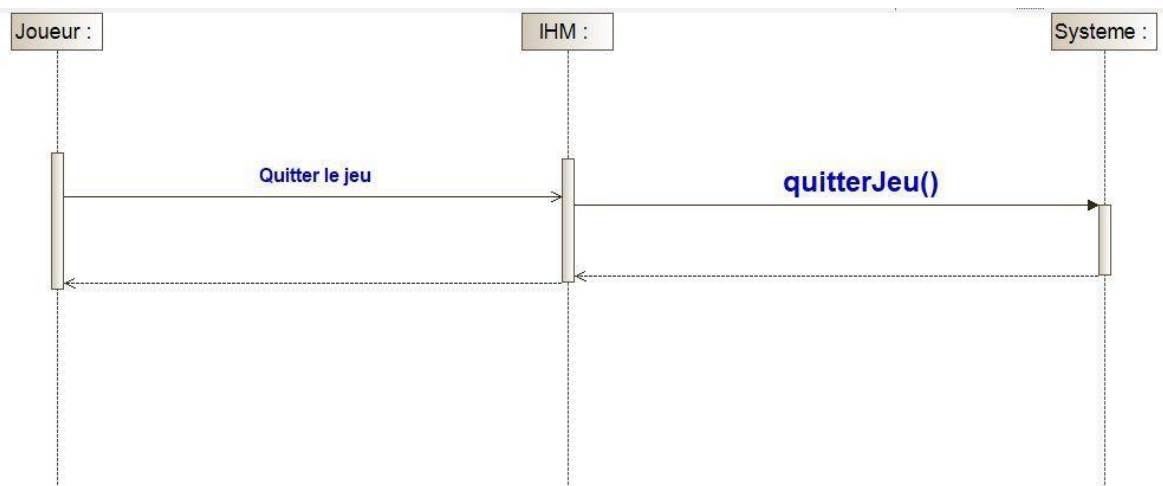 Joueur :
IHM :
Systeme :
Quitter le jeu
quitterJeu()